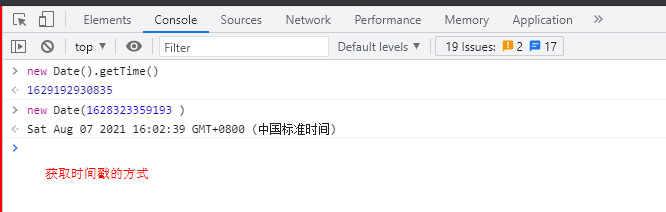 Elements Console Sources Network Performance Memory Application »
top Filter Default levels 19 Issues: 2 17
> new Date().getTime()
1629192930835
> new Date(1628323359193 )
Sat Aug 07 2021 16:02:39 GMT+0800 (中国标准时间)
>
获取时间戳的方式